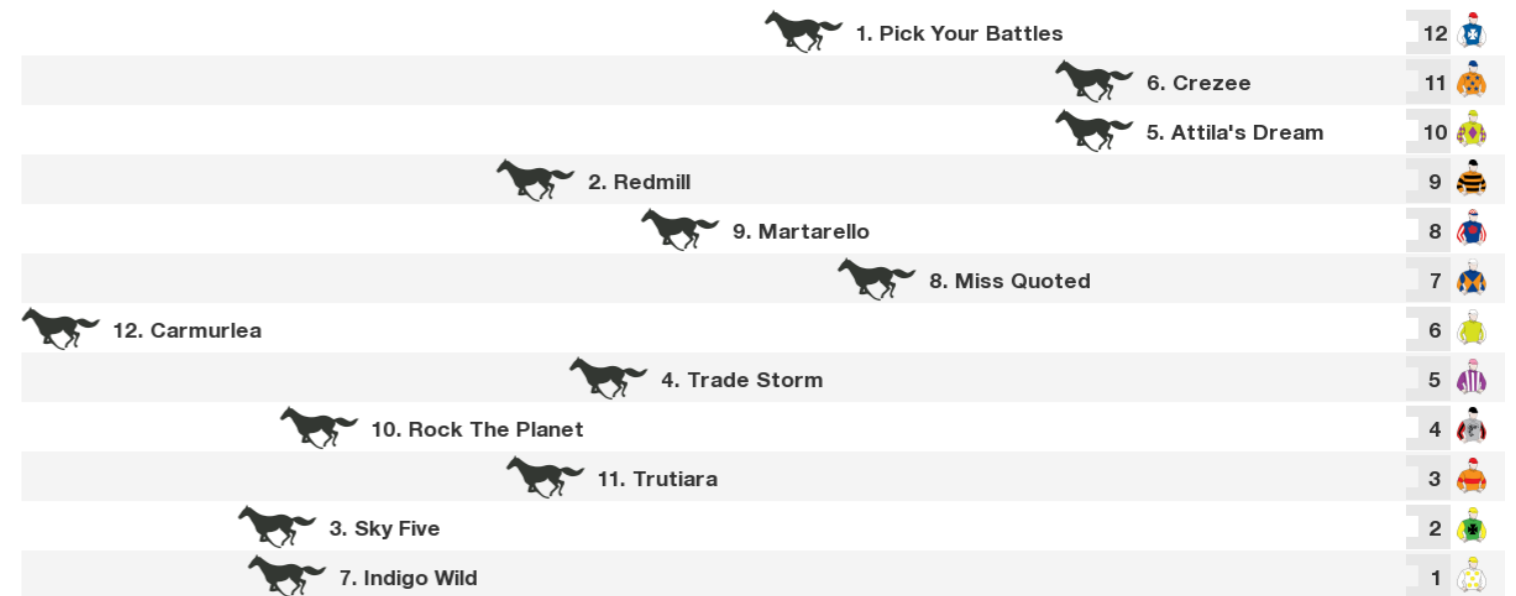 1. Pick Your Battles 12
6. Crezee 11
5. Attila's Dream 10
2. Redmill 9
9. Martarello 8
8. Miss Quoted 7
12. Carmurlea 6
4. Trade Storm 5
10. Rock The Planet 4
11. Trutiara 3
3. Sky Five 2
7. Indigo Wild 1